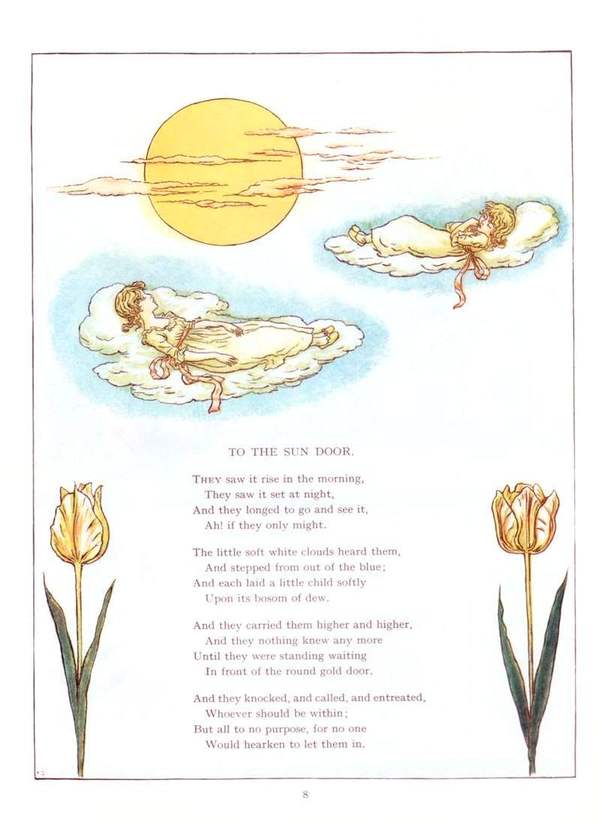 TO THE SUN DOOR.
THEY saw it rise in the morning,
They saw it set at night,
And they longed to go and see it,
Ah! if they only might.
The little soft white clouds heard them,
And stepped from out of the blue;
And each laid a little child softly
Upon its bosom of dew.
And they carried them higher and higher,
And they nothing knew any more
Until they were standing waiting
In front of the round gold door.
And they knocked, and called, and entreated,
Whoever should be within;
But all to no purpose, for no one
Would hearken to let them in.
8